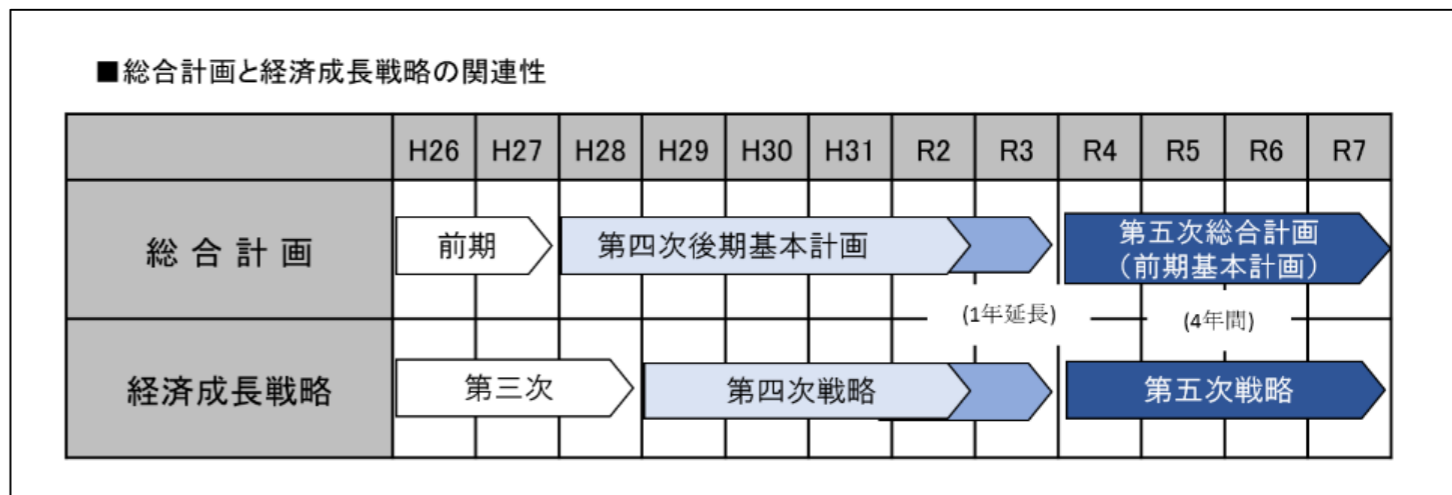 ■総合計画と経済成長戦略の関連性
H26 H27 H28 H29 H30 H31 R2 R3 R4 R5 R6 R7
総合計画
前期
第四次後期基本計画
第五次総合計画
（前期基本計画）
(1年延長)
(4年間)
経済成長戦略
第三次
第四次戦略
第五次戦略